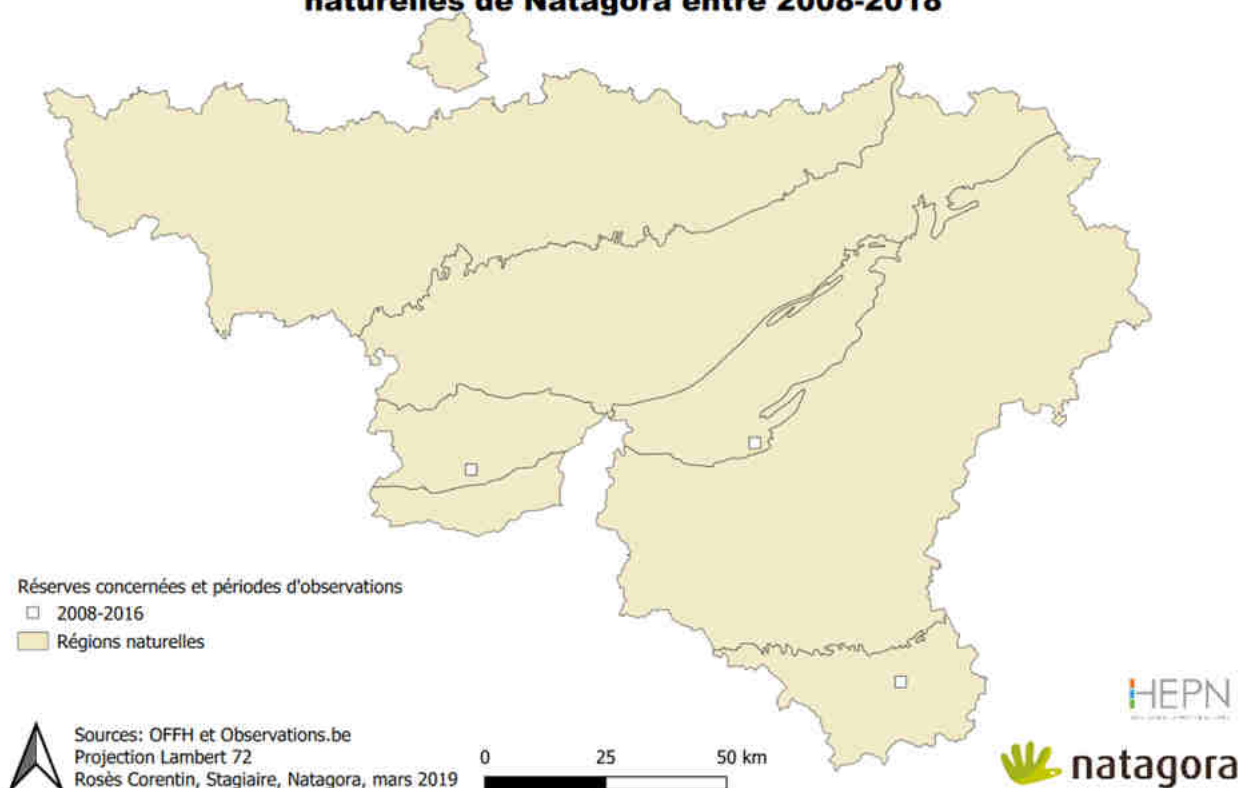 naturelles de Natagora entre 2008-2018
Réserves concernées et périodes d'observations
2008-2016
Régions naturelles
Sources: OFFH et Observations.be
Projection Lambert 72
Rosès Corentin, Stagiaire, Natagora, mars 2019
0 25 50 km
HEPN
natagora